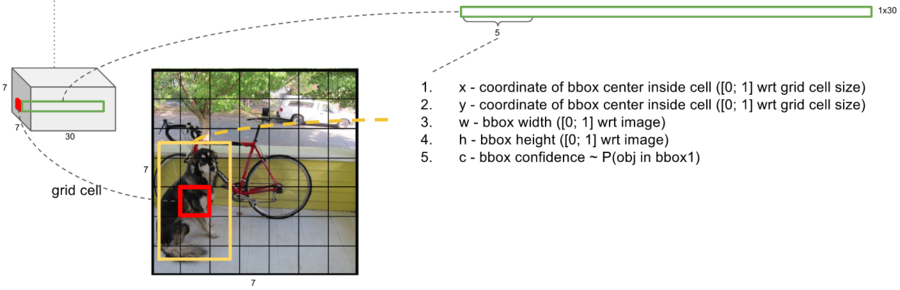 1x30
5
7
7
30
grid cell
7
7
1. x - coordinate of bbox center inside cell ([0; 1] wrt grid cell size)
2. y - coordinate of bbox center inside cell ([0; 1] wrt grid cell size)
3. w - bbox width ([0; 1] wrt image)
4. h - bbox height ([0; 1] wrt image)
5. c - bbox confidence ~ P(obj in bbox1)